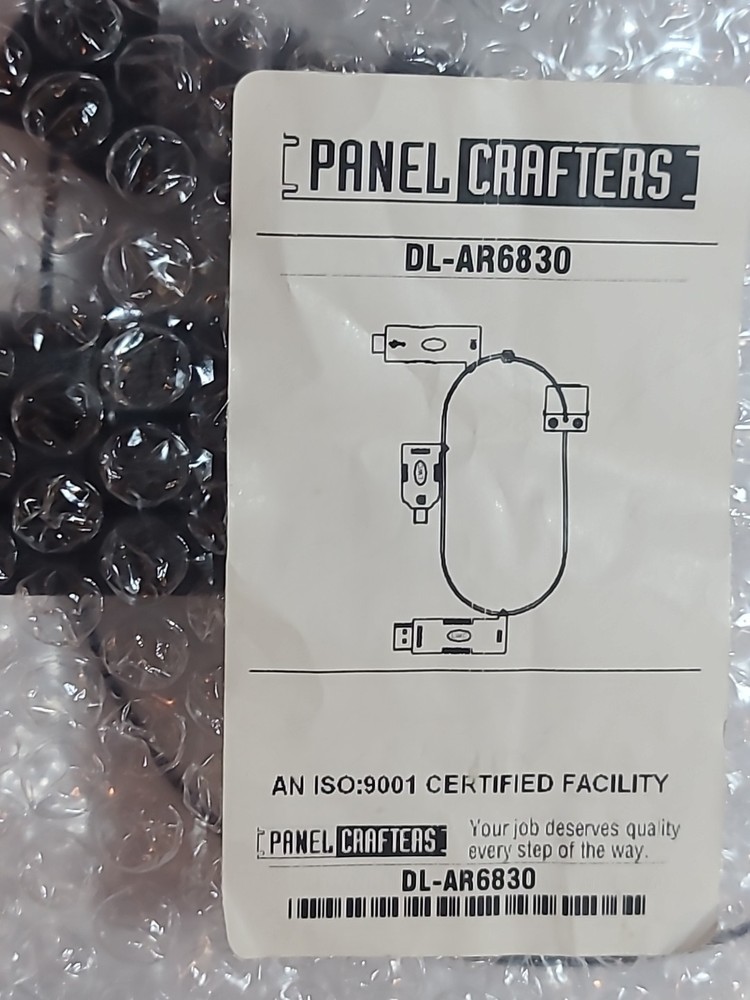 PANEL CRAFTERS
DL-AR6830
AN ISO:9001 CERTIFIED FACILITY
PANEL CRAFTERS
Your job deserves quality
every step of the way.
DL-AR6830